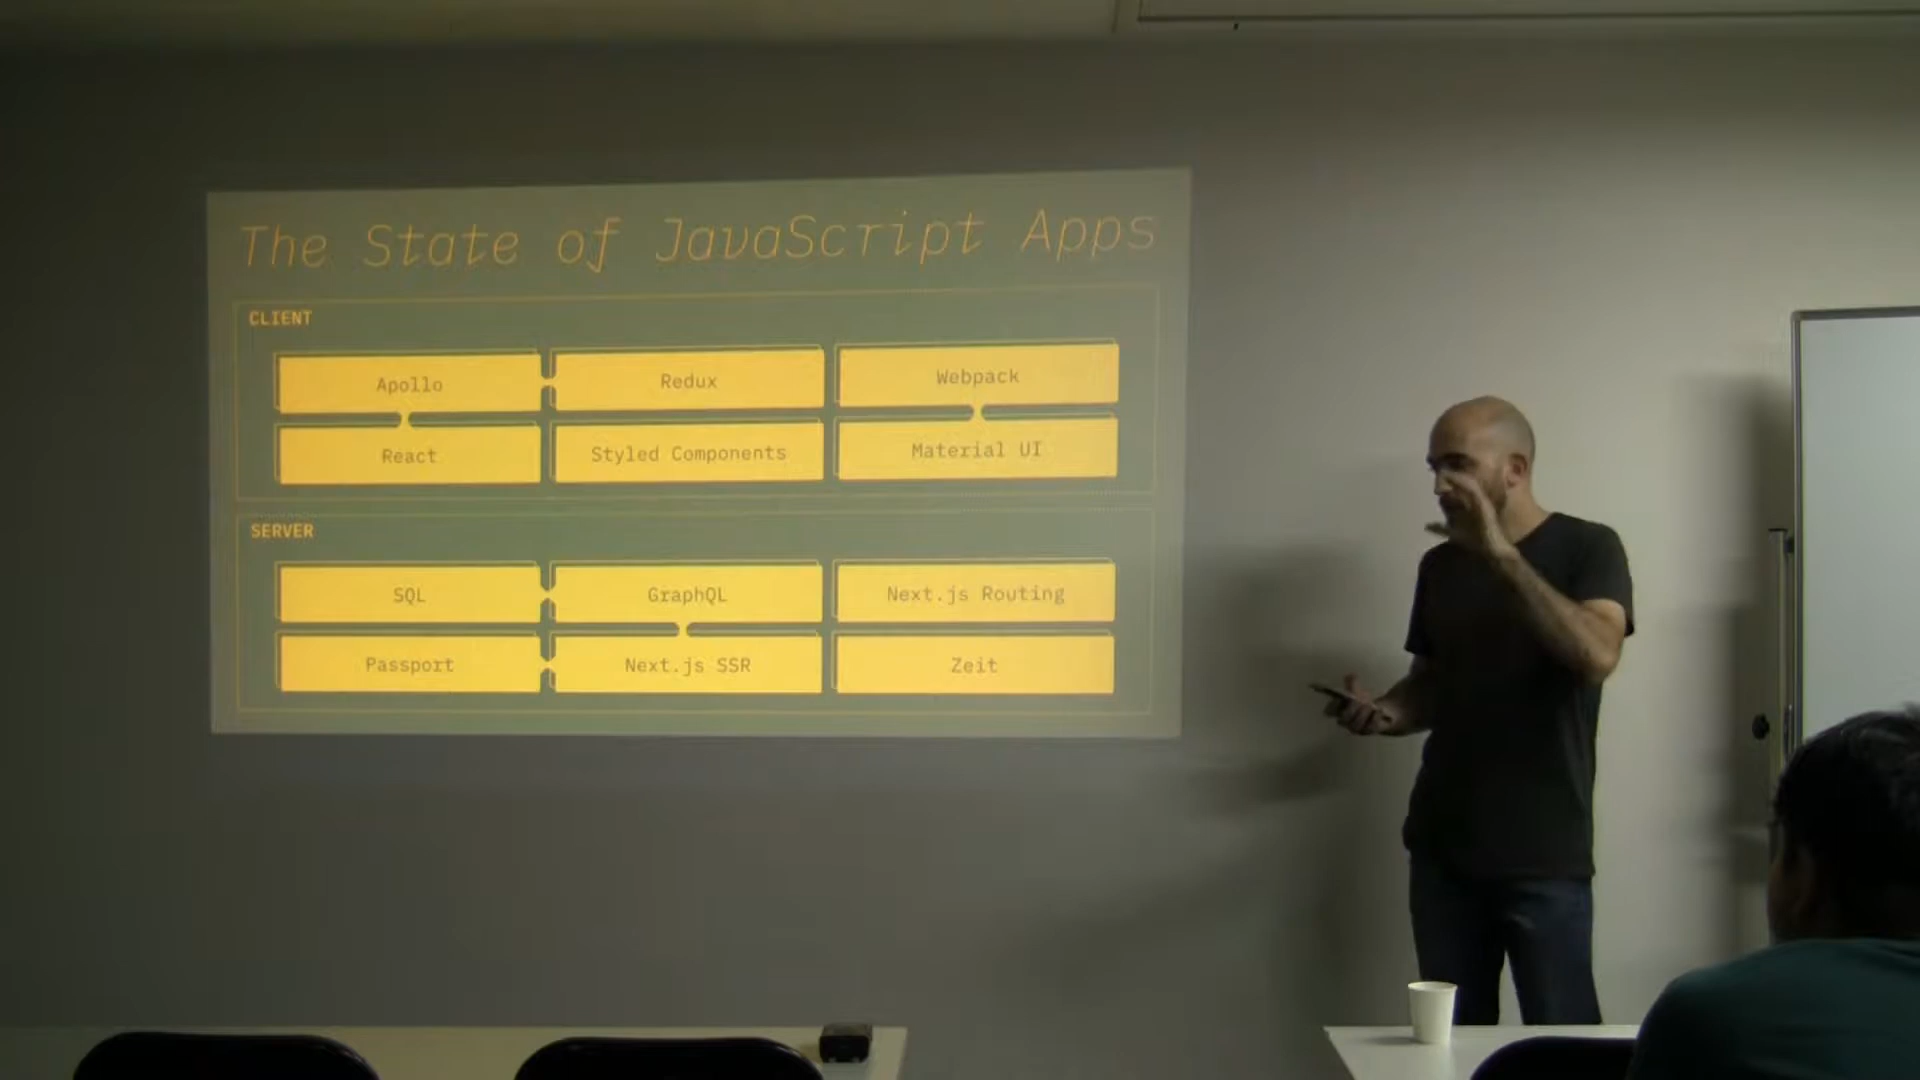 The State of JavaScript Apps
CLIENT
Apollo
Redux
Webpack
React
Styled Components
Material UI
SERVER
SQL
GraphQL
Next.js Routing
Passport
Next.js SSR
Zeit